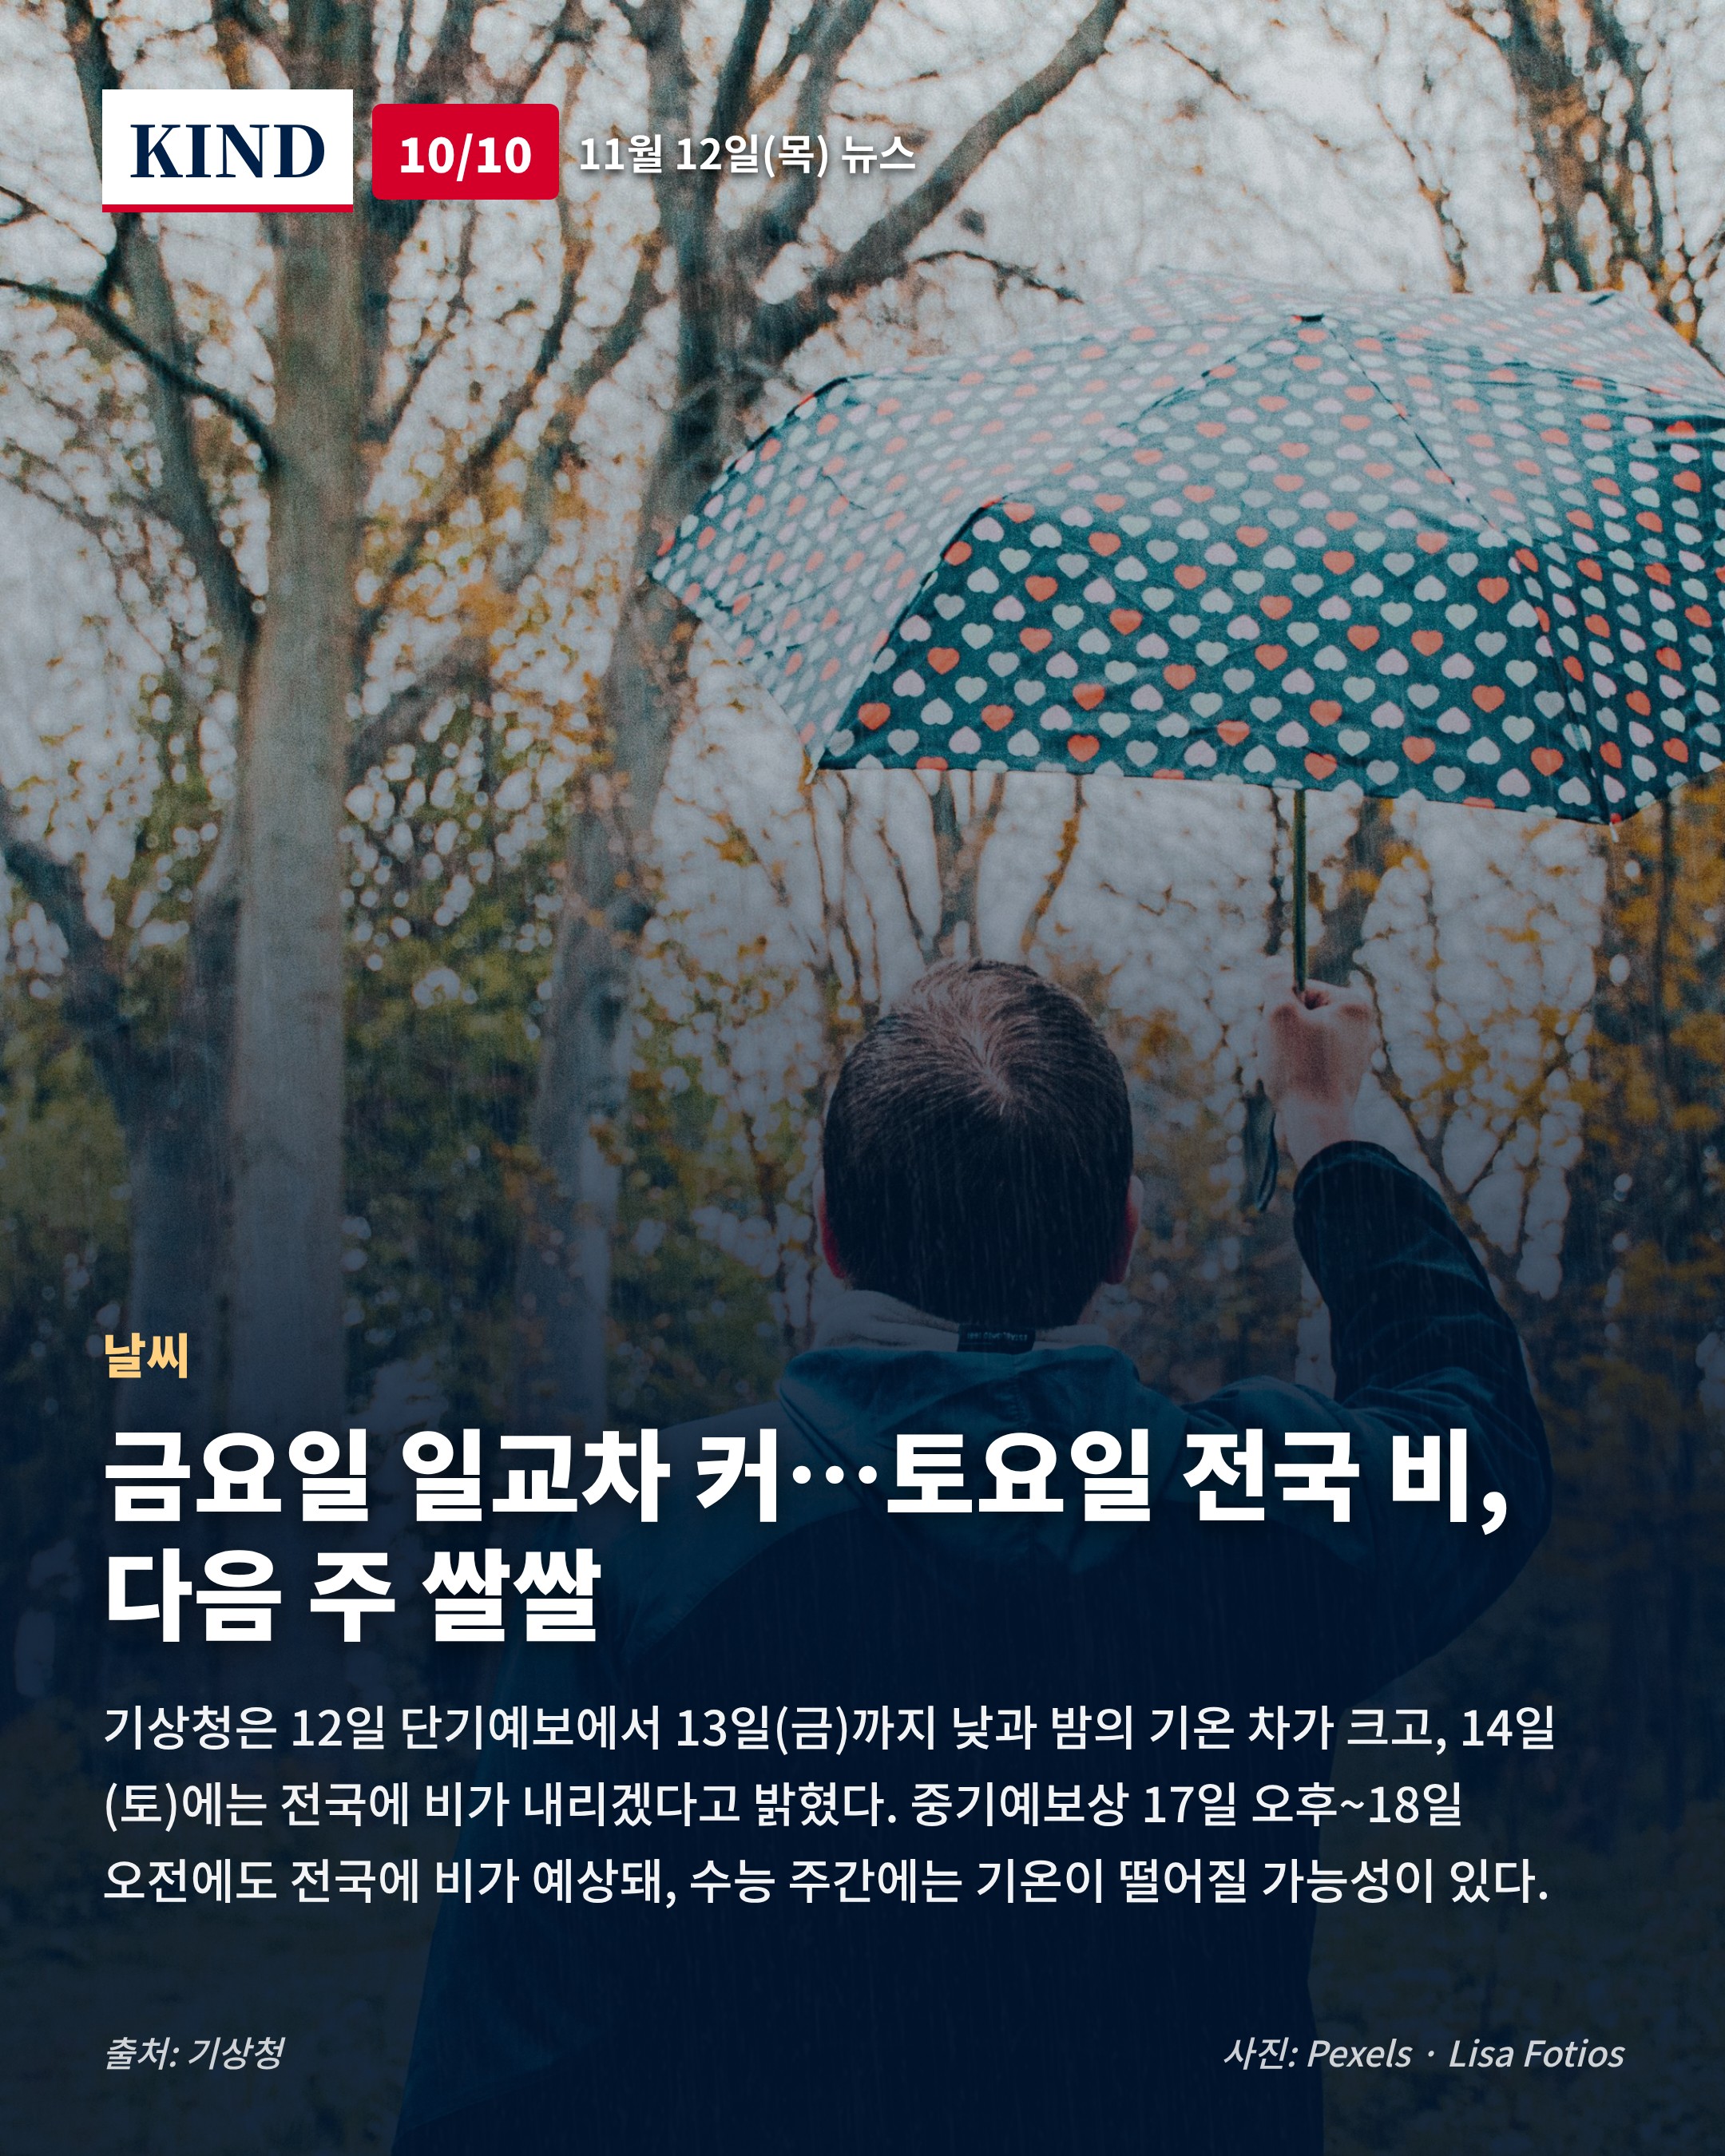 KIND
10/10
11월 12일(목) 뉴스
날씨
금요일 일교차 커…토요일 전국 비,
다음 주 쌀쌀
기상청은 12일 단기예보에서 13일(금)까지 낮과 밤의 기온 차가 크고, 14일
(토)에는 전국에 비가 내리겠다고 밝혔다. 중기예보상 17일 오후~18일
오전에도 전국에 비가 예상돼, 수능 주간에는 기온이 떨어질 가능성이 있다.
출처: 기상청
사진: Pexels · Lisa Fotios